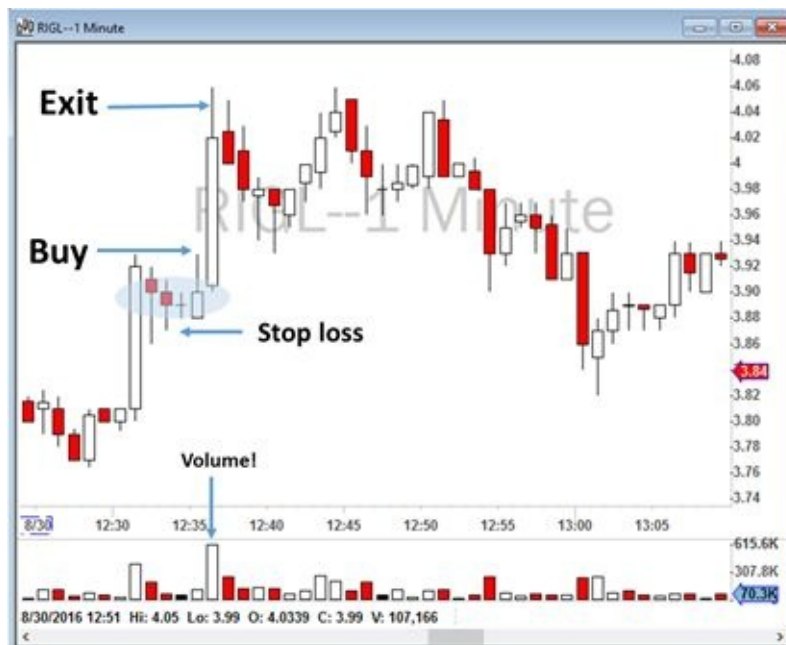 RIGL--1 Minute
4.08
4.06
Exit
4.04
4.02
4
3.98
RIGL--1 Minute
3.96
3.94
Buy
3.92
3.90
Stop loss
3.88
3.86
3.84
3.82
3.80
3.78
Volume!
3.76
3.74
8/30 12:30 12:35 12:40 12:45 12:50 12:55 13:00 13:05
615.6K
307.8K
70.3K
8/30/2016 12:51 Hi: 4.05 Lo: 3.99 O: 4.0339 C: 3.99 V: 107,166